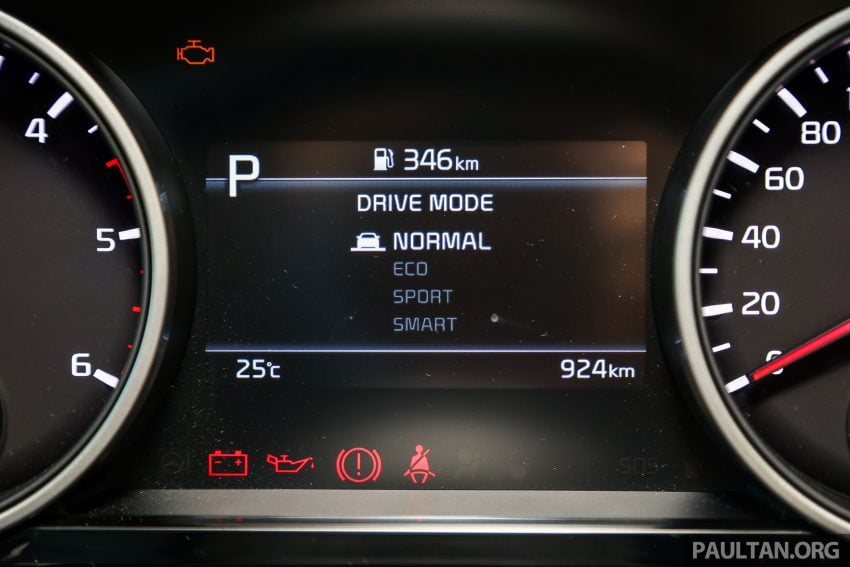 P
346km
DRIVE MODE
NORMAL
ECO
SPORT
SMART
25°C
924km
4
5
6
80
60
40
20
0
SOS
PAULTAN.ORG